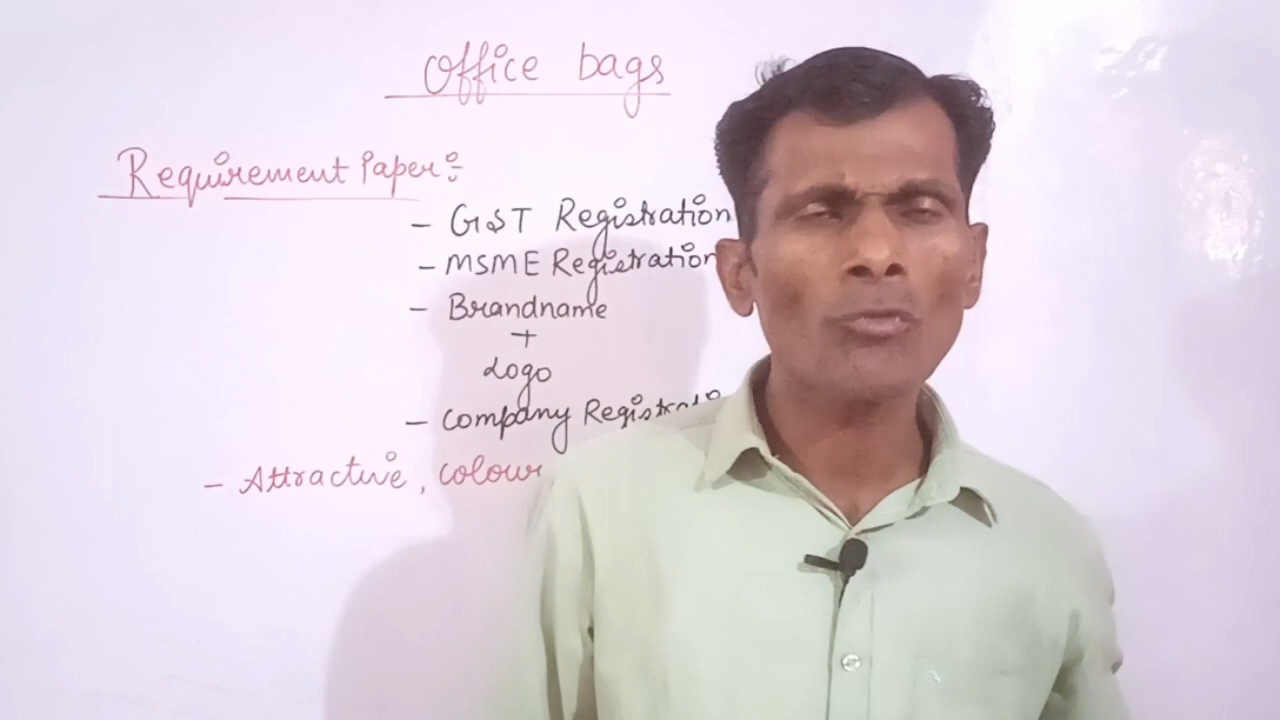 Office bags
Requirement Paper :-
- GST Registration
- MSME Registration
- Brandname
+
Logo
- Company
- Attractive, colour